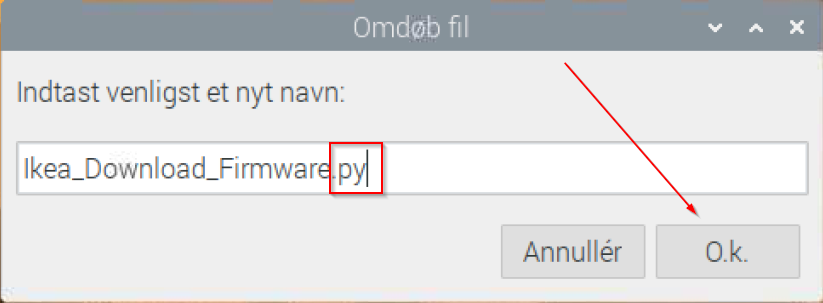 Omdøb fil
Indtast venligst et nyt navn:
Ikea_Download_Firmware.py
Annullér
O.k.